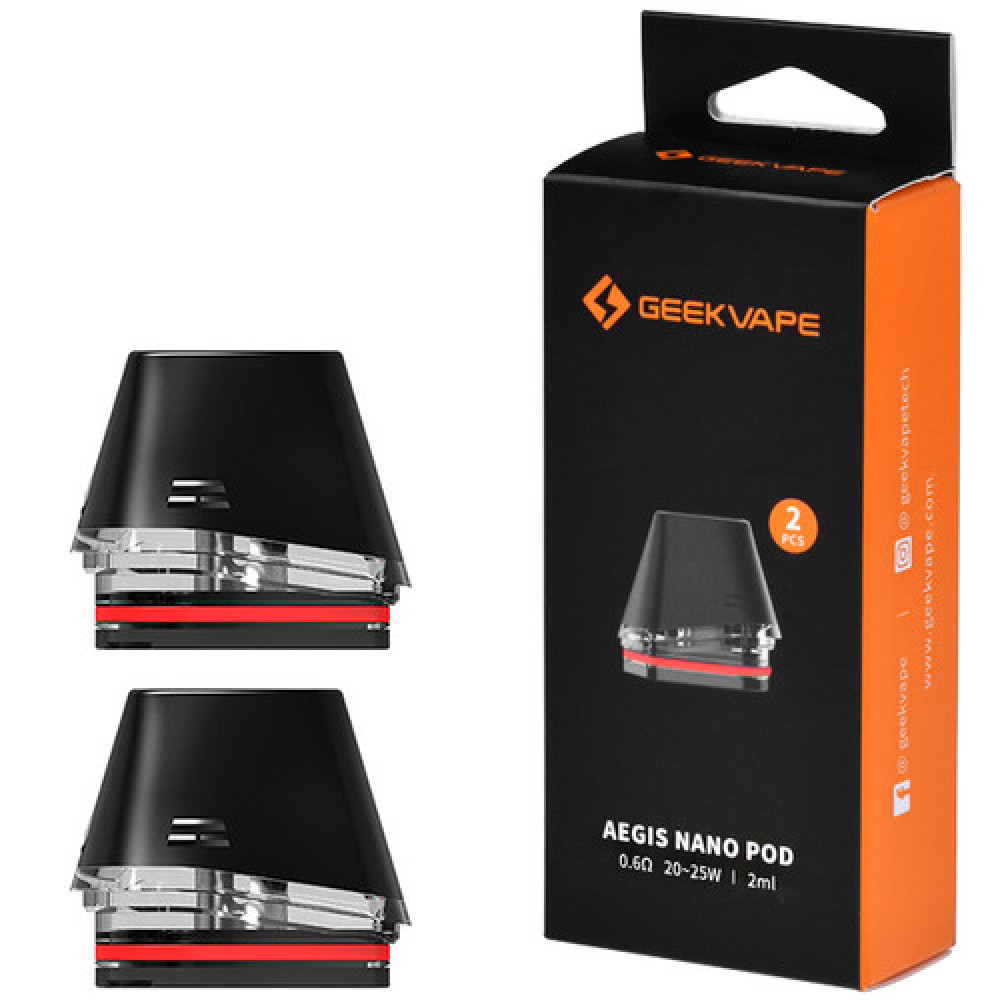 GEEKVAPE
GEEKVAPE
2
PCS
AEGIS NANO POD
0.6Ω 20~25W | 2ml
@ geekvape | @ geekvapetech
www.geekvape.com